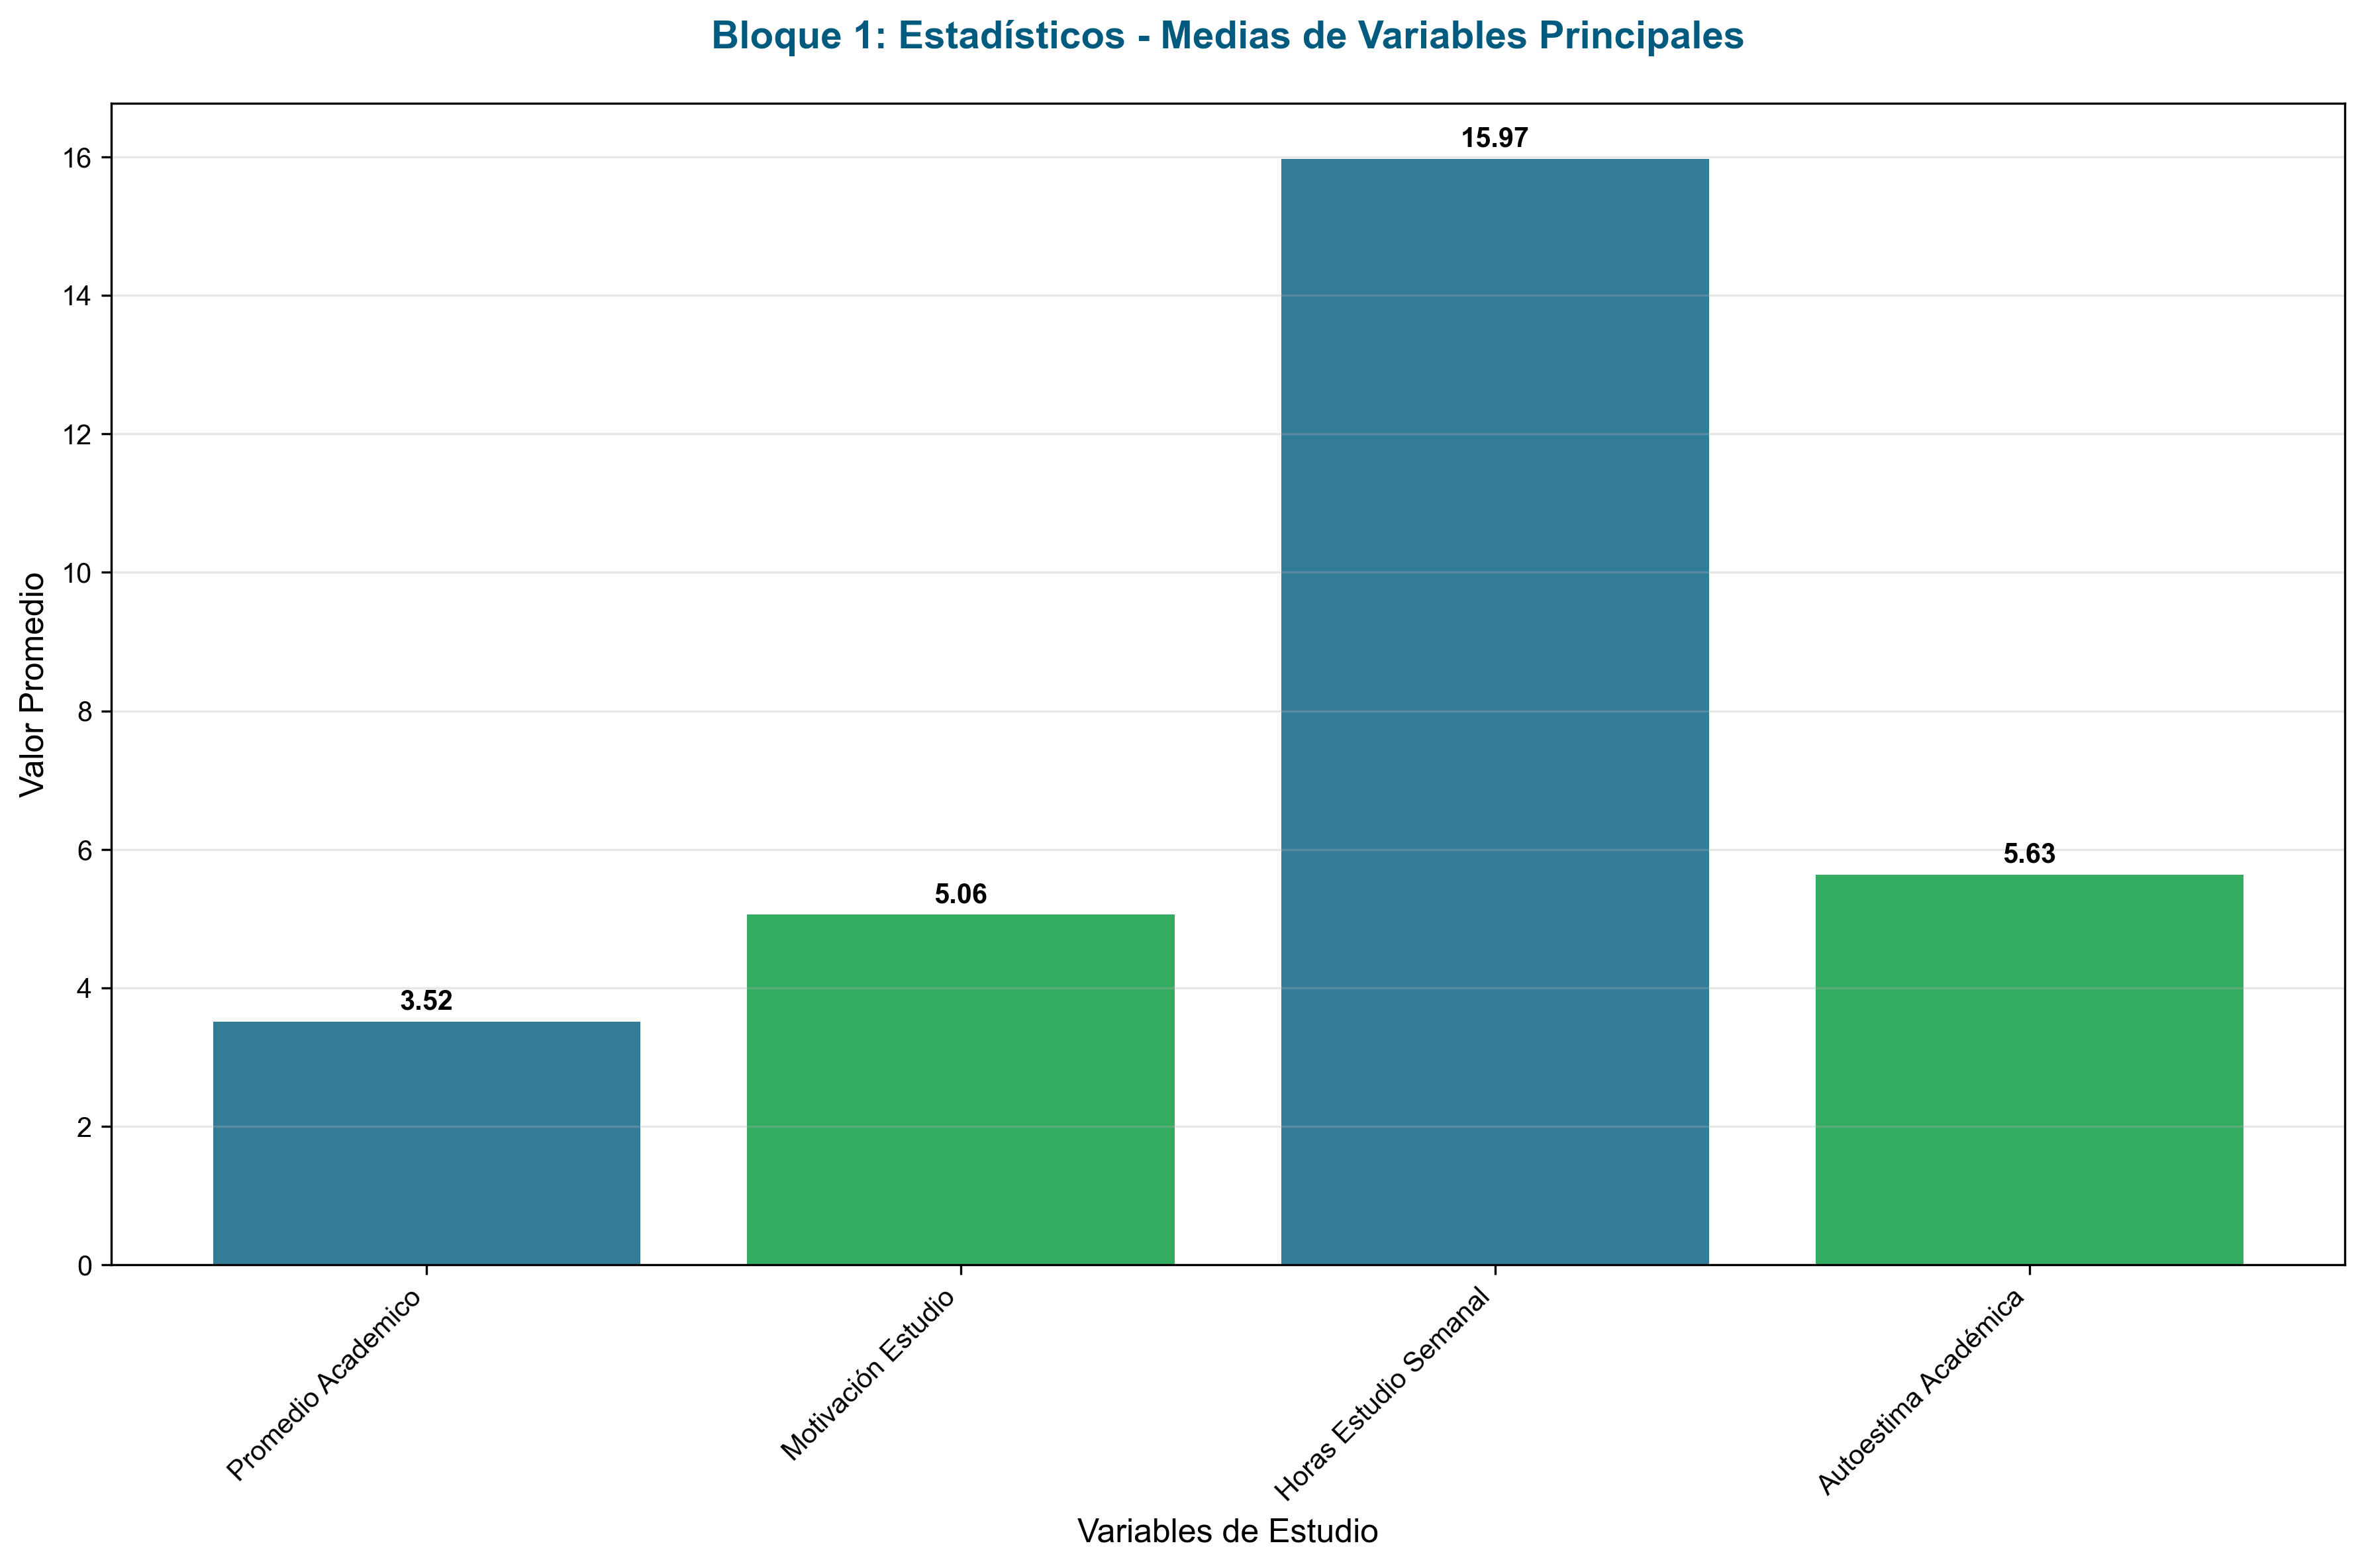 Bloque 1: Estadísticos - Medias de Variables Principales
Valor Promedio
16
14
12
10
8
6
4
2
0
3.52
5.06
15.97
5.63
Promedio Academico
Motivación Estudio
Horas Estudio Semanal
Autoestima Académica
Variables de Estudio